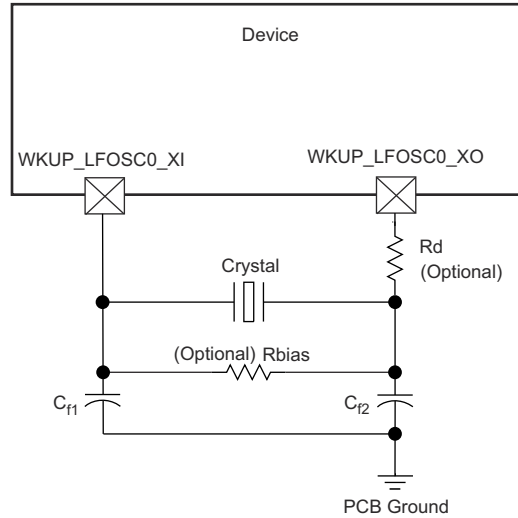 Device
WKUP_LFOSC0_XI
WKUP_LFOSC0_XO
Rd
(Optional)
Crystal
(Optional) Rbias
Cf1
Cf2
PCB Ground